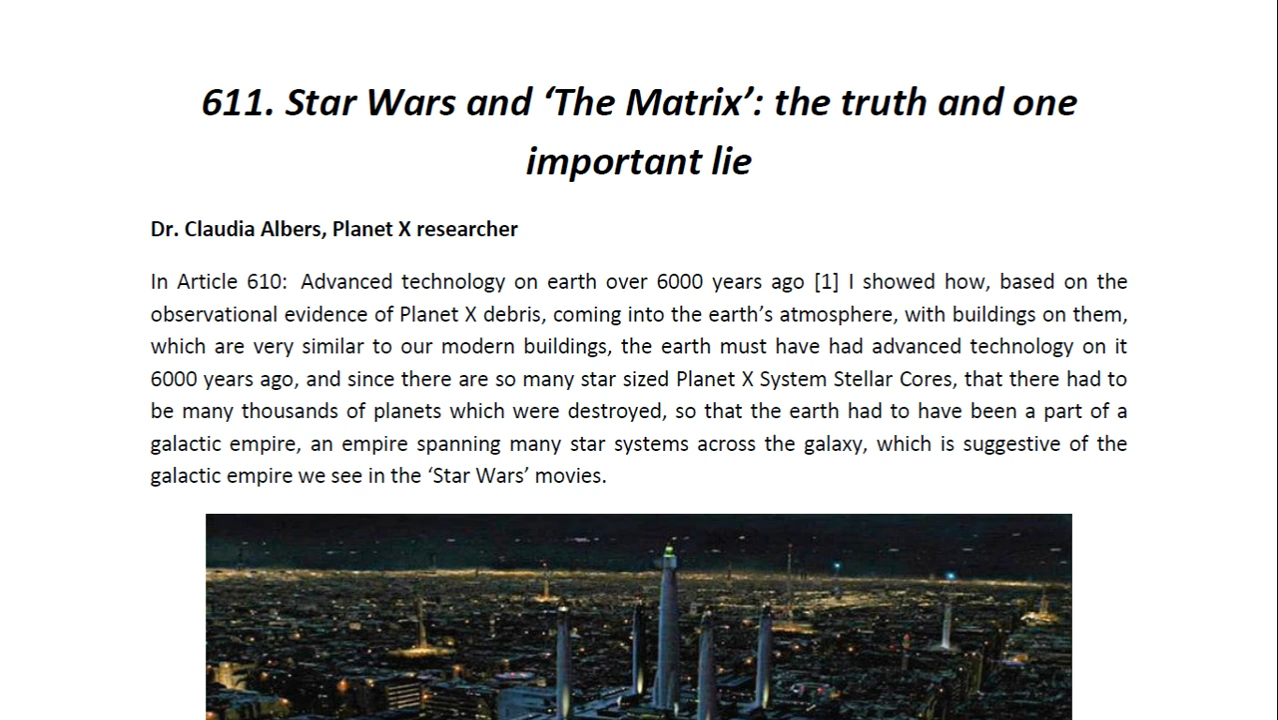 611. Star Wars and ‘The Matrix’: the truth and one
important lie
Dr. Claudia Albers, Planet X researcher
In Article 610: Advanced technology on earth over 6000 years ago [1] I showed how, based on the
observational evidence of Planet X debris, coming into the earth’s atmosphere, with buildings on them,
which are very similar to our modern buildings, the earth must have had advanced technology on it
6000 years ago, and since there are so many star sized Planet X System Stellar Cores, that there had to
be many thousands of planets which were destroyed, so that the earth had to have been a part of a
galactic empire, an empire spanning many star systems across the galaxy, which is suggestive of the
galactic empire we see in the ‘Star Wars’ movies.